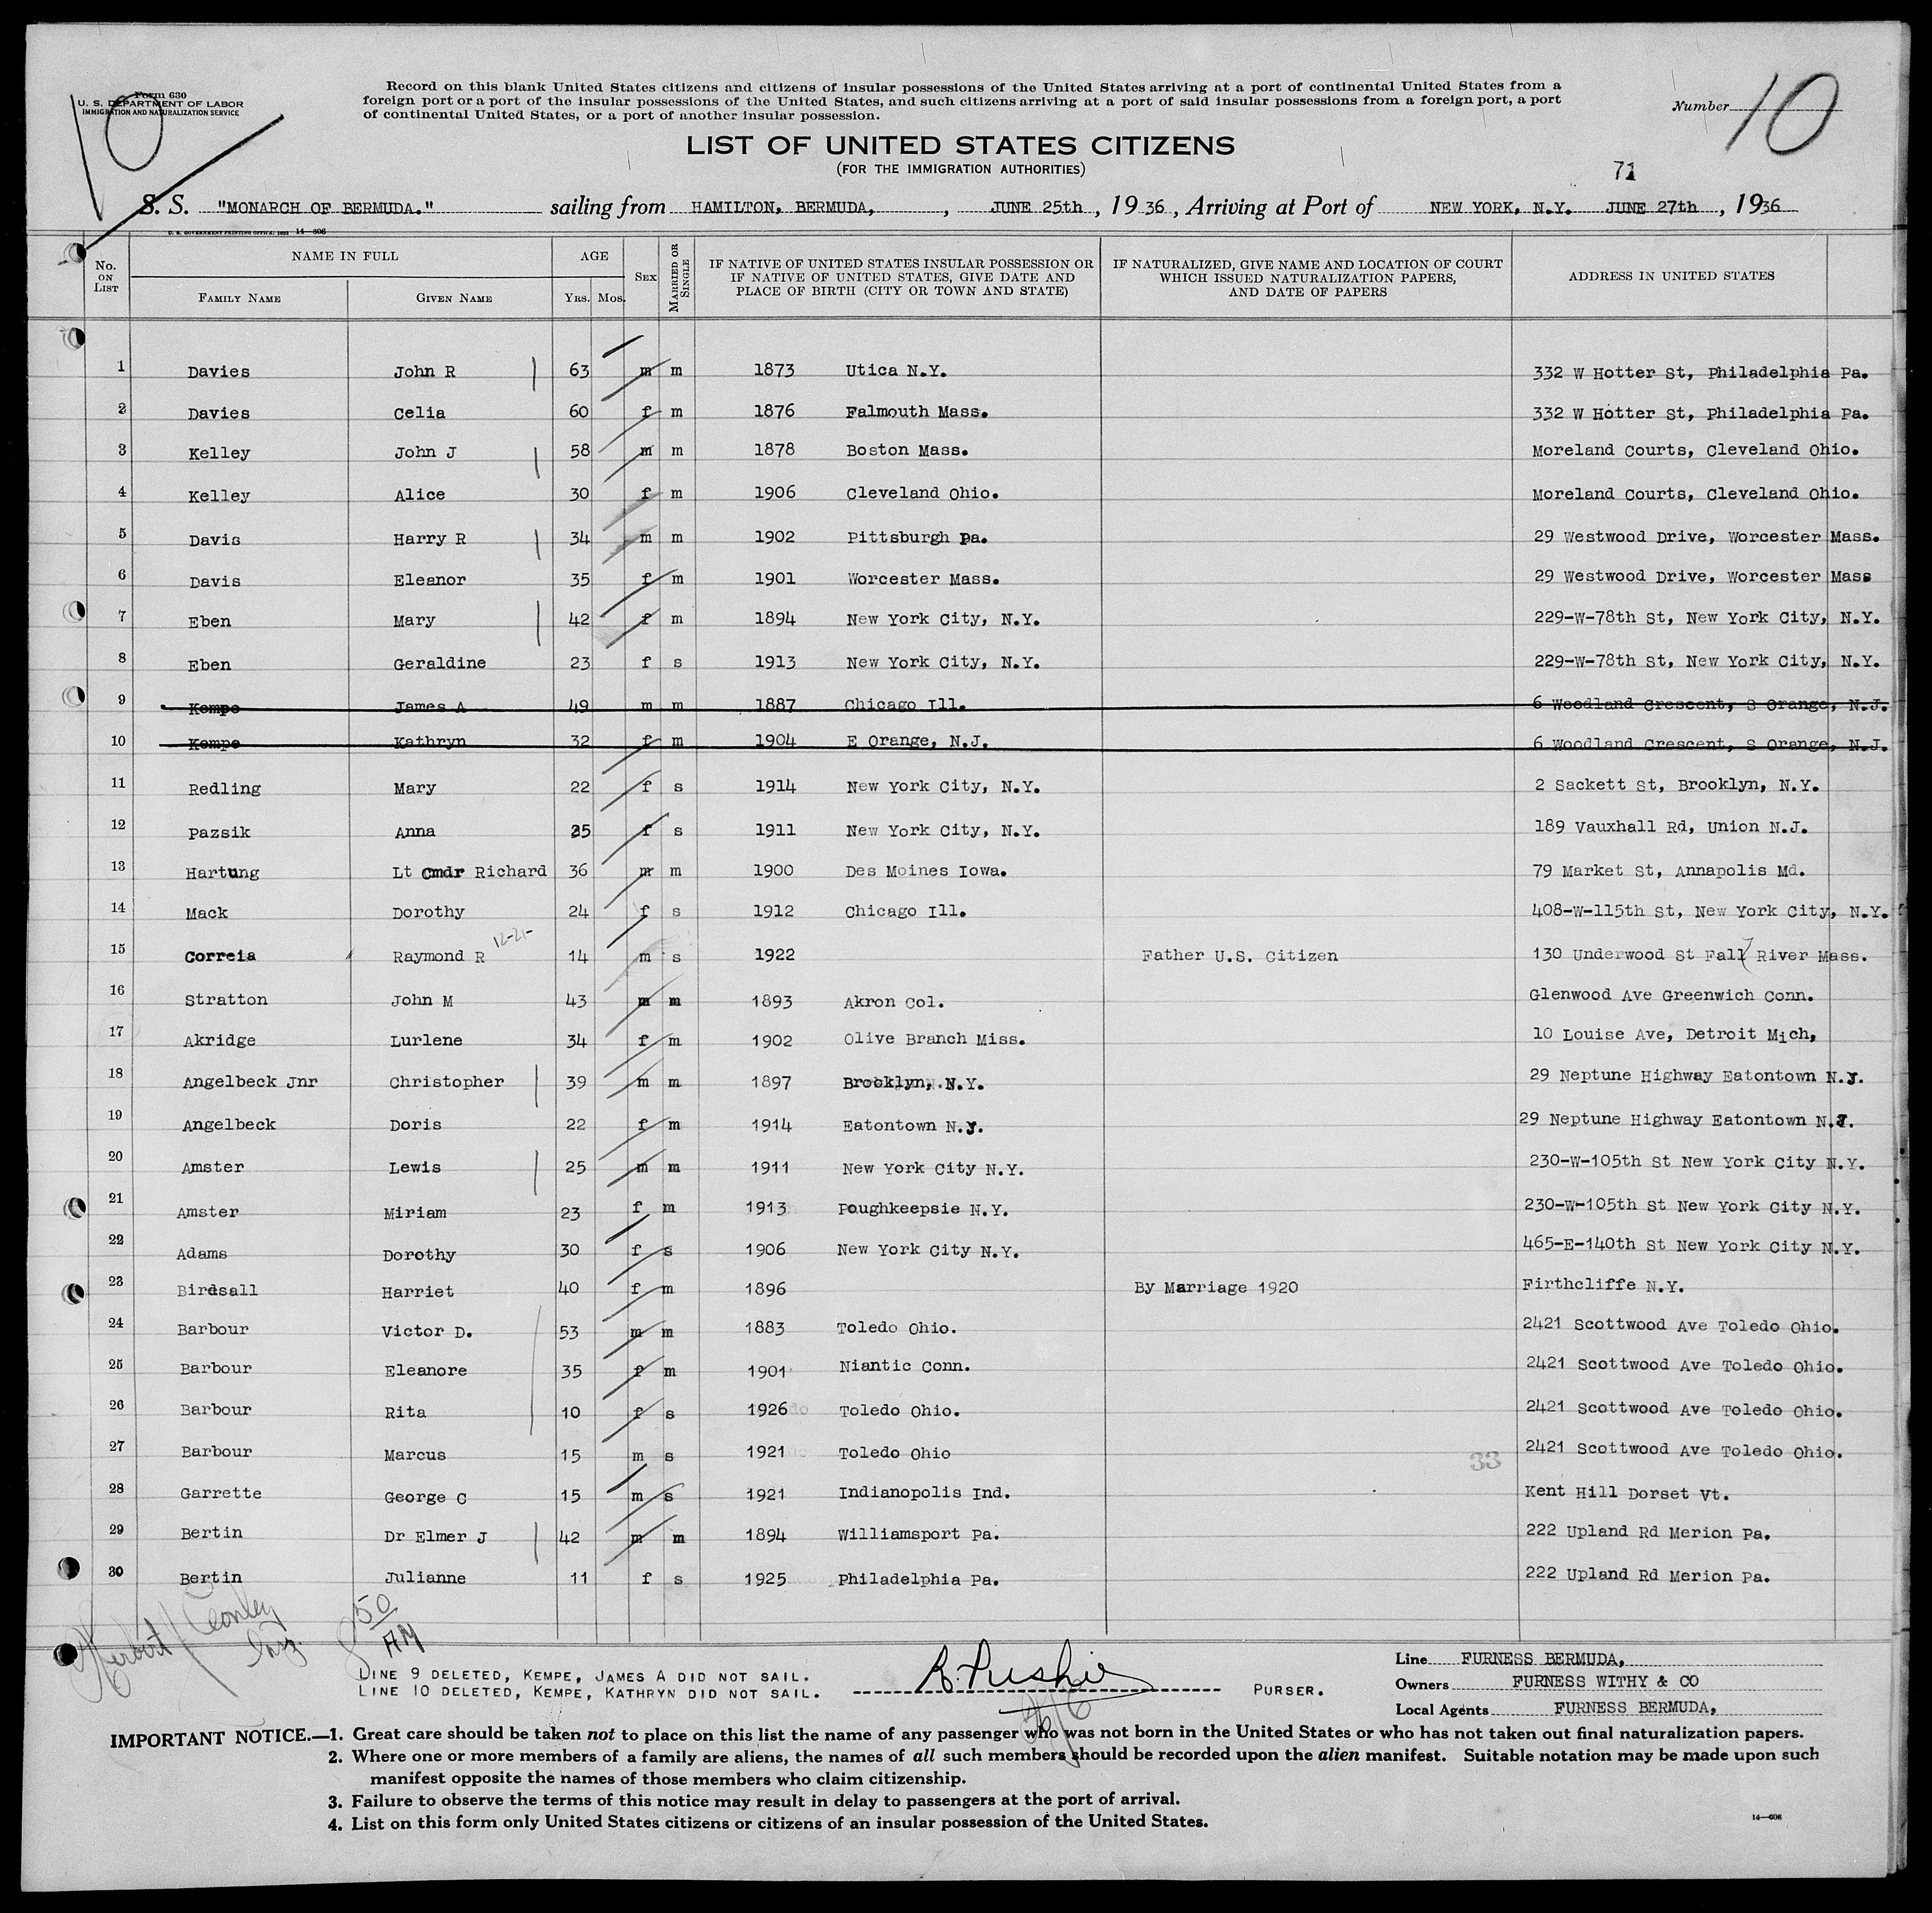 Form 630
U. S. DEPARTMENT OF LABOR
IMMIGRATION AND NATURALIZATION SERVICE
10
Record on this blank United States citizens and citizens of insular possessions of the United States arriving at a port of continental United States from a
foreign port or a port of the insular possessions of the United States, and such citizens arriving at a port of said insular possessions from a foreign port, a port
of continental United States, or a port of another insular possession.
Number 10
LIST OF UNITED STATES CITIZENS
(FOR THE IMMIGRATION AUTHORITIES)
71
S. S. "MONARCH OF BERMUDA." sailing from HAMILTON, BERMUDA, , JUNE 25th , 1936 , Arriving at Port of NEW YORK, N.Y. JUNE 27th , 1936
U. S. GOVERNMENT PRINTING OFFICE: 1933 14—606
No. ON LIST NAME IN FULL FAMILY NAME GIVEN NAME AGE YRS. MOS. SEX MARRIED OR SINGLE IF NATIVE OF UNITED STATES INSULAR POSSESSION OR IF NATIVE OF UNITED STATES, GIVE DATE AND PLACE OF BIRTH (CITY OR TOWN AND STATE) IF NATURALIZED, GIVE NAME AND LOCATION OF COURT WHICH ISSUED NATURALIZATION PAPERS, AND DATE OF PAPERS ADDRESS IN UNITED STATES
1 Davies John R 63 m m 1873 Utica N.Y. 332 W Hotter St, Philadelphia Pa.
2 Davies Celia 60 f m 1876 Falmouth Mass. 332 W Hotter St, Philadelphia Pa.
3 Kelley John J 58 m m 1878 Boston Mass. Moreland Courts, Cleveland Ohio.
4 Kelley Alice 30 f m 1906 Cleveland Ohio. Moreland Courts, Cleveland Ohio.
5 Davis Harry R 34 m m 1902 Pittsburgh Pa. 29 Westwood Drive, Worcester Mass.
6 Davis Eleanor 35 f m 1901 Worcester Mass. 29 Westwood Drive, Worcester Mass
7 Eben Mary 42 f m 1894 New York City, N.Y. 229-W-78th St, New York City, N.Y.
8 Eben Geraldine 23 f s 1913 New York City, N.Y. 229-W-78th St, New York City, N.Y.
9 Kempe James A 49 m m 1887 Chicago Ill. 6 Woodland Crescent, S Orange, N.J.
10 Kempe Kathryn 32 f m 1904 E Orange, N.J. 6 Woodland Crescent, S Orange, N.J.
11 Redling Mary 22 f s 1914 New York City, N.Y. 2 Sackett St, Brooklyn, N.Y.
12 Pazsik Anna 25 f s 1911 New York City, N.Y. 189 Vauxhall Rd, Union N.J.
13 Hartung Lt Cmdr Richard 36 m m 1900 Des Moines Iowa. 79 Market St, Annapolis Md.
14 Mack Dorothy 24 f s 1912 Chicago Ill. 408-W-115th St, New York City, N.Y.
15 Correia Raymond R 12-21- 14 m s 1922 Father U.S. Citizen 130 Underwood St Fall River Mass.
16 Stratton John M 43 m m 1893 Akron Col. Glenwood Ave Greenwich Conn.
17 Akridge Lurlene 34 f m 1902 Olive Branch Miss. 10 Louise Ave, Detroit Mich,
18 Angelbeck Jnr Christopher 39 m m 1897 Brooklyn, N.Y. 29 Neptune Highway Eatontown N.J.
19 Angelbeck Doris 22 f m 1914 Eatontown N.J. 29 Neptune Highway Eatontown N.J.
20 Amster Lewis 25 m m 1911 New York City N.Y. 230-W-105th St New York City N.Y.
21 Amster Miriam 23 f m 1913 Poughkeepsie N.Y. 230-W-105th St New York City N.Y.
22 Adams Dorothy 30 f s 1906 New York City N.Y. 465-E-140th St New York City N.Y.
23 Birdsall Harriet 40 f m 1896 By Marriage 1920 Firthcliffe N.Y.
24 Barbour Victor D. 53 m m 1883 Toledo Ohio. 2421 Scottwood Ave Toledo Ohio.
25 Barbour Eleanore 35 f m 1901 Niantic Conn. 2421 Scottwood Ave Toledo Ohio.
26 Barbour Rita 10 f s 1926 Toledo Ohio. 2421 Scottwood Ave Toledo Ohio.
27 Barbour Marcus 15 m s 1921 Toledo Ohio 2421 Scottwood Ave Toledo Ohio.
33
28 Garrette George C 15 m s 1921 Indianopolis Ind. Kent Hill Dorset Vt.
29 Bertin Dr Elmer J 42 m m 1894 Williamsport Pa. 222 Upland Rd Merion Pa.
30 Bertin Julianne 11 f s 1925 Philadelphia Pa. 222 Upland Rd Merion Pa.
Herbert
850 AM
LINE 9 DELETED, KEMPE, JAMES A DID NOT SAIL.
LINE 10 DELETED, KEMPE, KATHRYN DID NOT SAIL.
PURSER.
Line FURNESS BERMUDA,
Owners FURNESS WITHY & CO
Local Agents FURNESS BERMUDA,
IMPORTANT NOTICE.—1. Great care should be taken not to place on this list the name of any passenger who was not born in the United States or who has not taken out final naturalization papers.
2. Where one or more members of a family are aliens, the names of all such members should be recorded upon the alien manifest. Suitable notation may be made upon such
manifest opposite the names of those members who claim citizenship.
3. Failure to observe the terms of this notice may result in delay to passengers at the port of arrival.
4. List on this form only United States citizens or citizens of an insular possession of the United States.
14—606